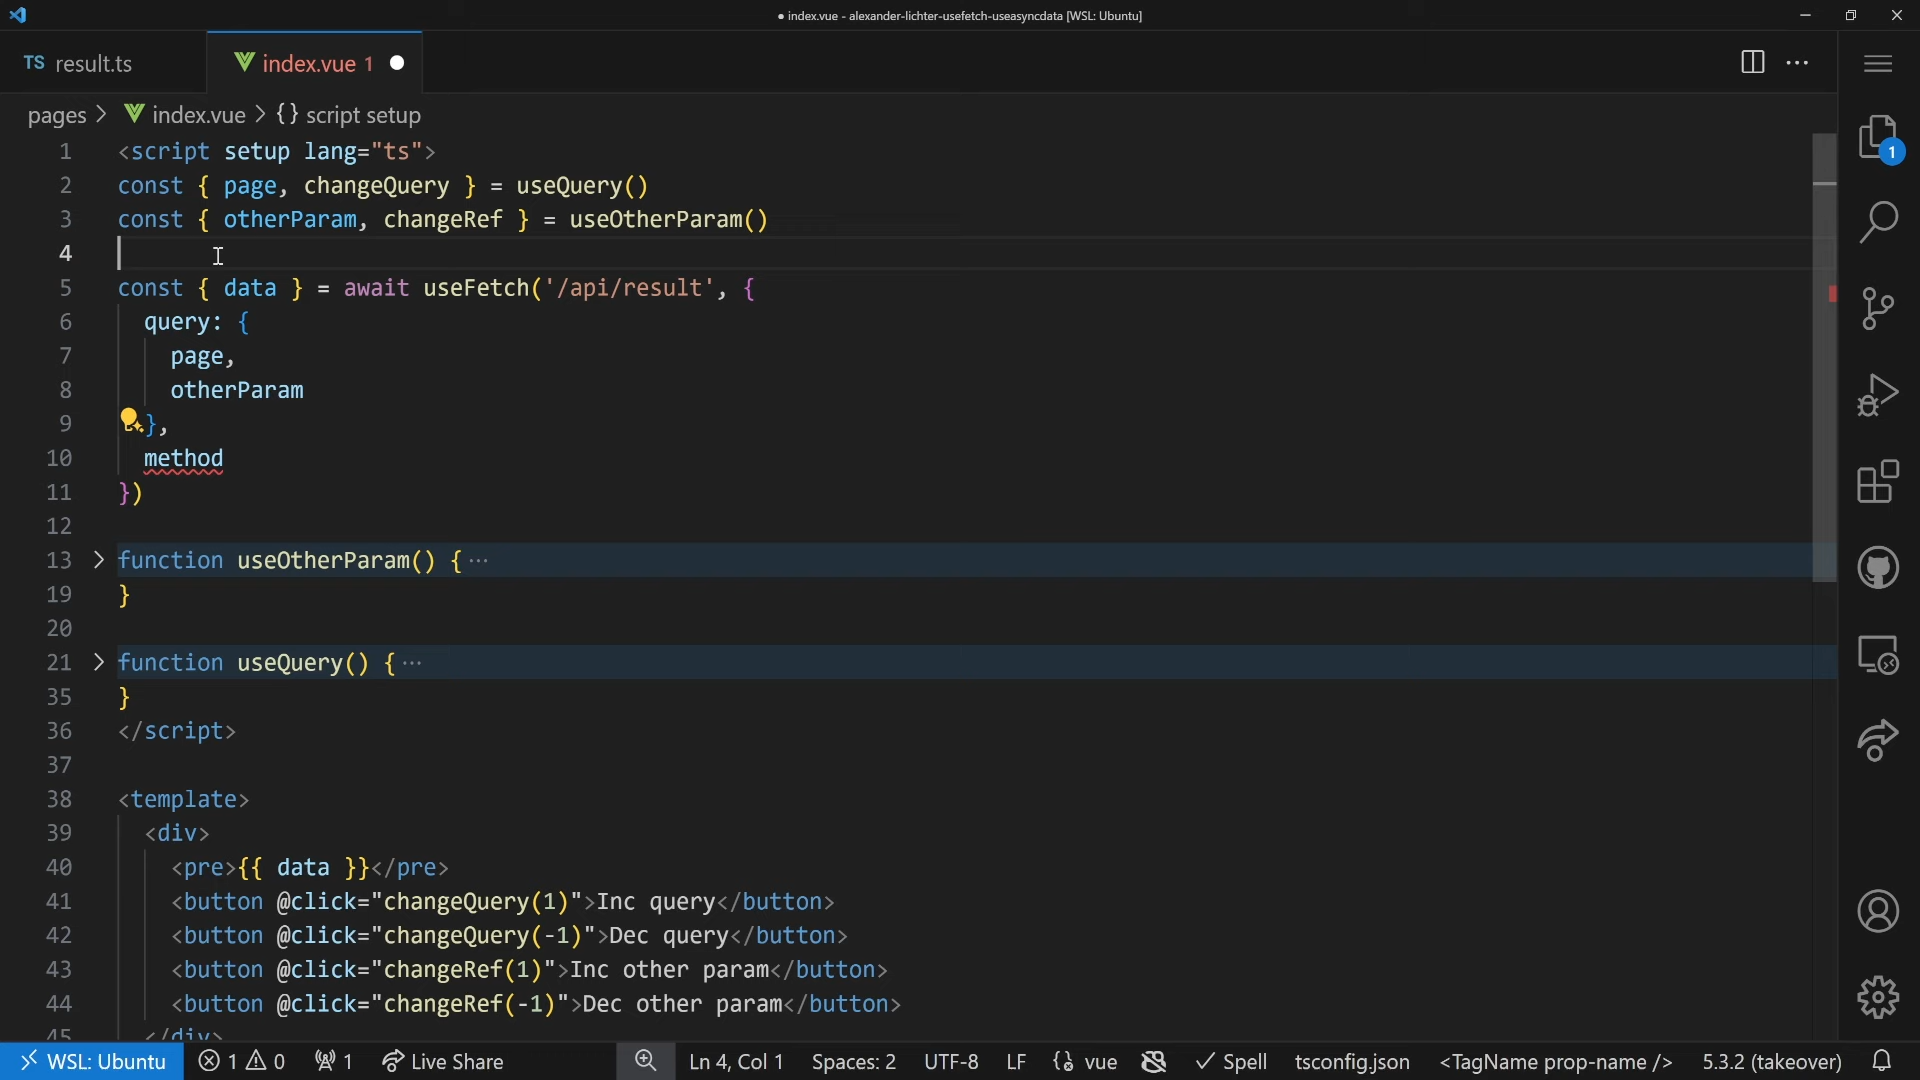 ● index.vue - alexander-lichter-usefetch-useasyncdata [WSL: Ubuntu]
TS result.ts
index.vue 1
pages > index.vue > {} script setup
1 <script setup lang="ts">
2 const { page, changeQuery } = useQuery()
3 const { otherParam, changeRef } = useOtherParam()
4
5 const { data } = await useFetch('/api/result', {
6 query: {
7 page,
8 otherParam
9 },
10 method
11 })
12
13 function useOtherParam() { ···
19 }
20
21 function useQuery() { ···
35 }
36 </script>
37
38 <template>
39 <div>
40 <pre>{{ data }}</pre>
41 <button @click="changeQuery(1)">Inc query</button>
42 <button @click="changeQuery(-1)">Dec query</button>
43 <button @click="changeRef(1)">Inc other param</button>
44 <button @click="changeRef(-1)">Dec other param</button>
45 </div>
1
WSL: Ubuntu 1 0 1 Live Share Ln 4, Col 1 Spaces: 2 UTF-8 LF {} vue Spell tsconfig.json <TagName prop-name /> 5.3.2 (takeover)